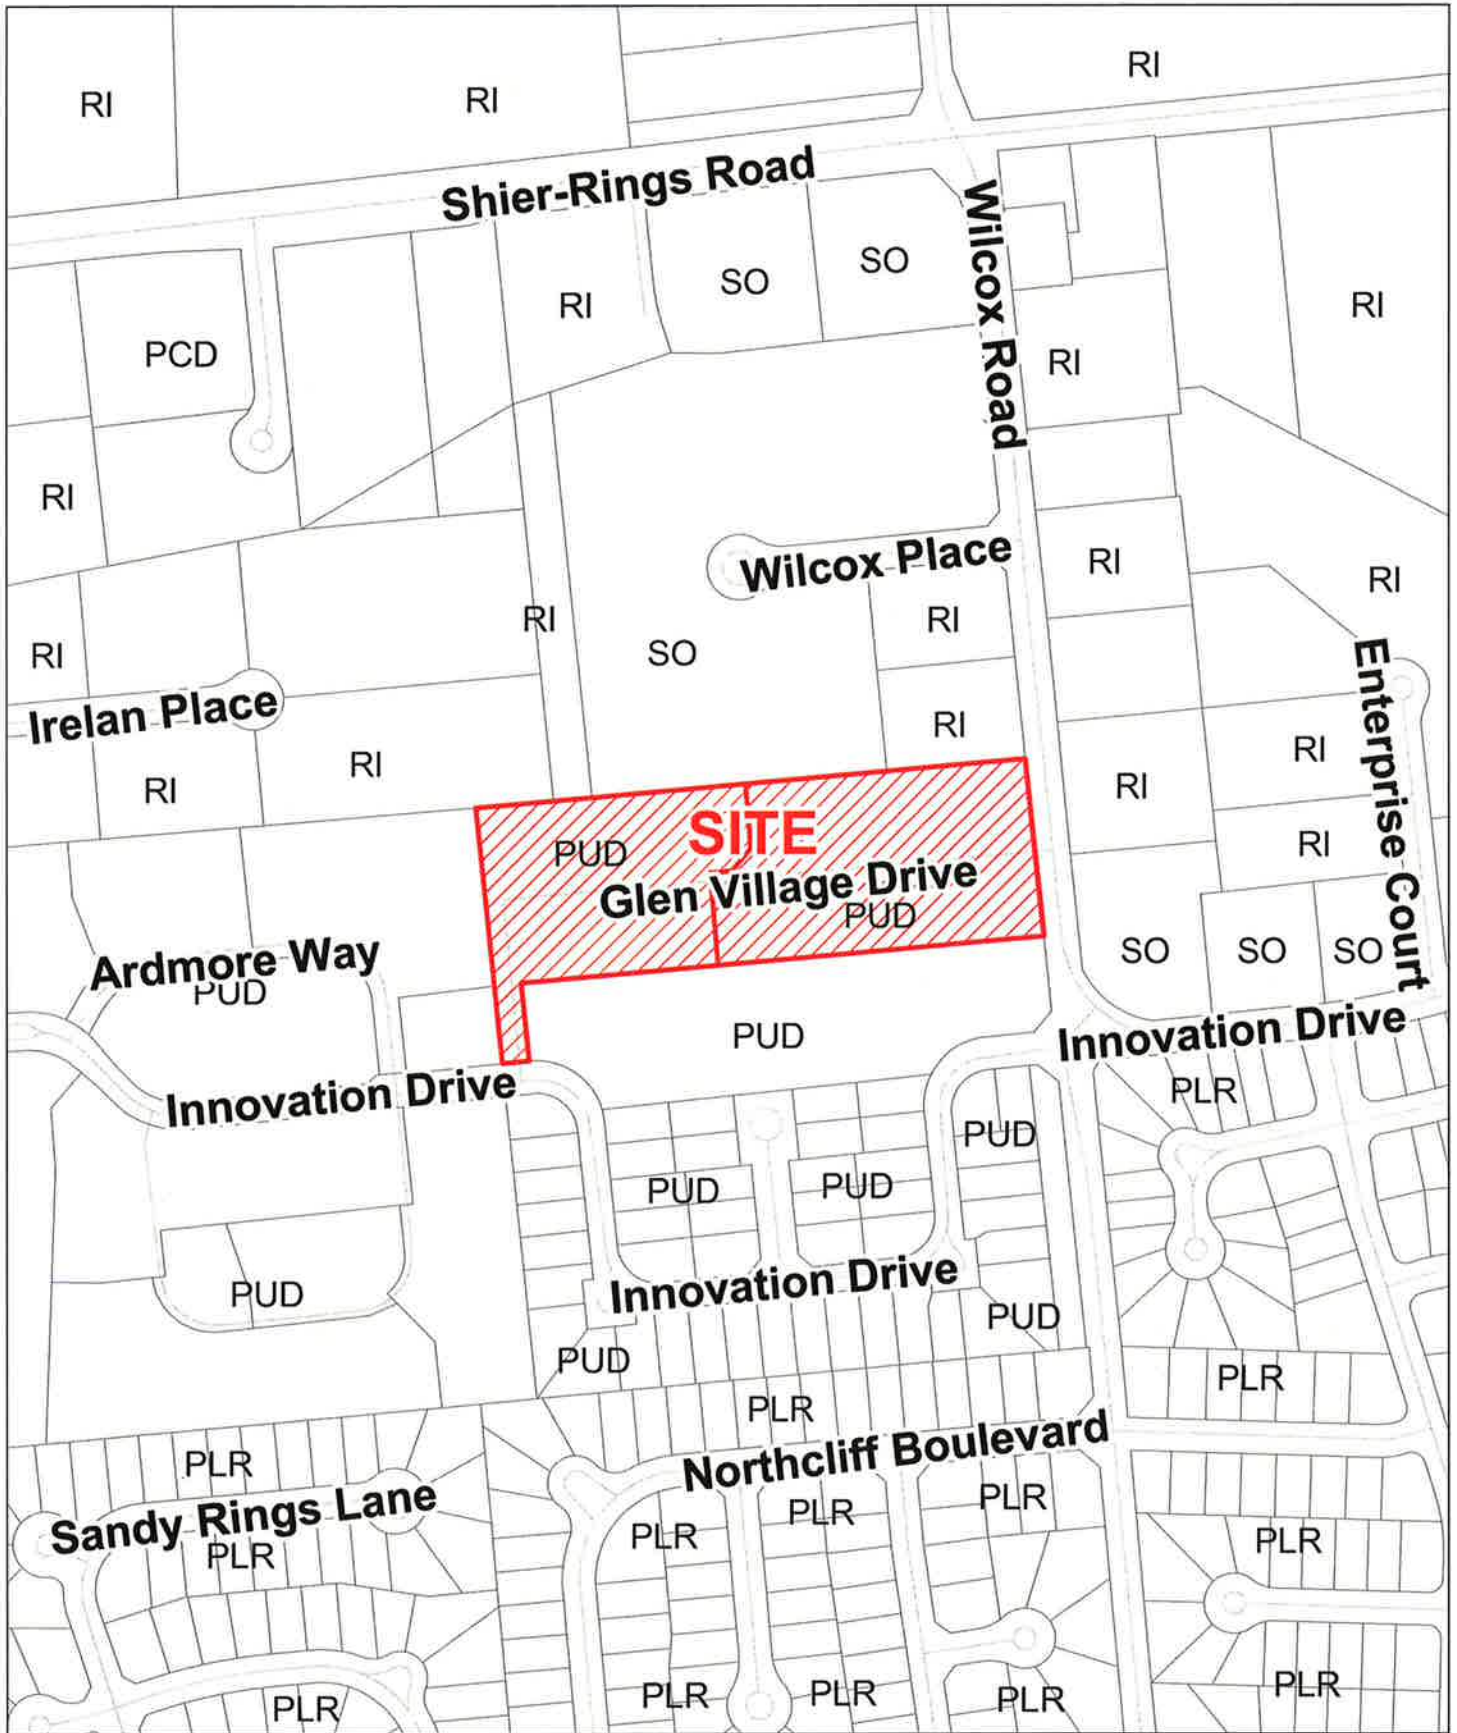 RI
RI
RI
Shier-Rings Road
Wilcox Road
SO
SO
RI
RI
PCD
RI
RI
Wilcox Place
RI
RI
RI
RI
SO
RI
Enterprise Court
Irelan Place
RI
RI
RI
RI
RI
SITE
PUD
RI
Glen Village Drive
PUD
Ardmore Way
PUD
SO
SO
SO
PUD
Innovation Drive
Innovation Drive
PLR
PUD
PUD
PUD
Innovation Drive
PUD
PUD
PUD
PLR
PLR
Northcliff Boulevard
PLR
Sandy Rings Lane
PLR
PLR
PLR
PLR
PLR
PLR
PLR
PLR
PLR
PLR